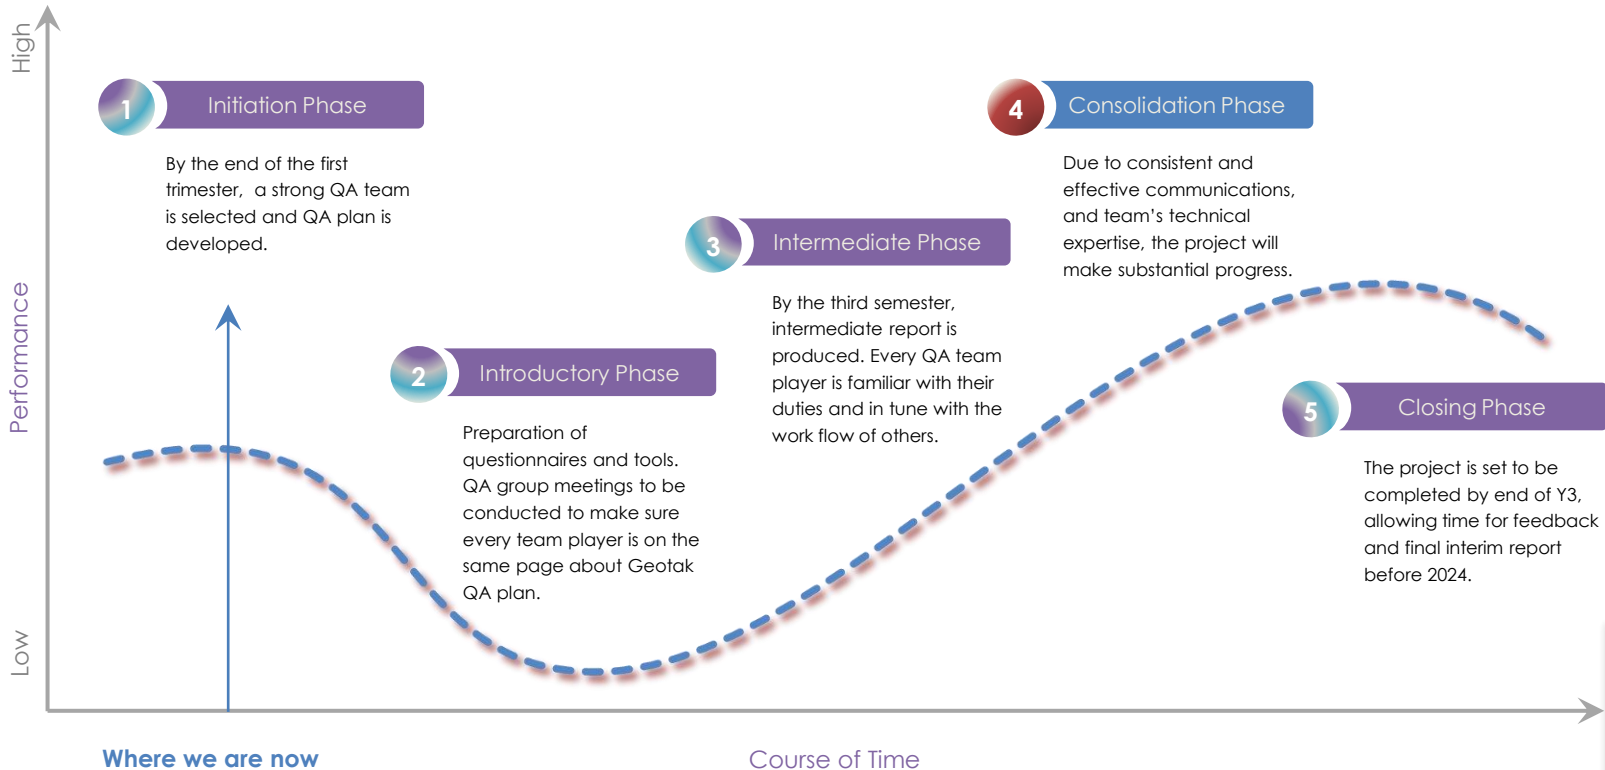 High
1
Initiation Phase
By the end of the first
trimester,  a strong QA team
is selected and QA plan is
developed.
4
Consolidation Phase
Due to consistent and
effective communications,
and team’s technical
expertise, the project will
make substantial progress.
3
Intermediate Phase
By the third semester,
intermediate report is
produced. Every QA team
player is familiar with their
duties and in tune with the
work flow of others.
Performance
2
Introductory Phase
Preparation of
questionnaires and tools.
QA group meetings to be
conducted to make sure
every team player is on the
same page about Geotak
QA plan.
5
Closing Phase
The project is set to be
completed by end of Y3,
allowing time for feedback
and final interim report
before 2024.
Low
Where we are now
Course of Time